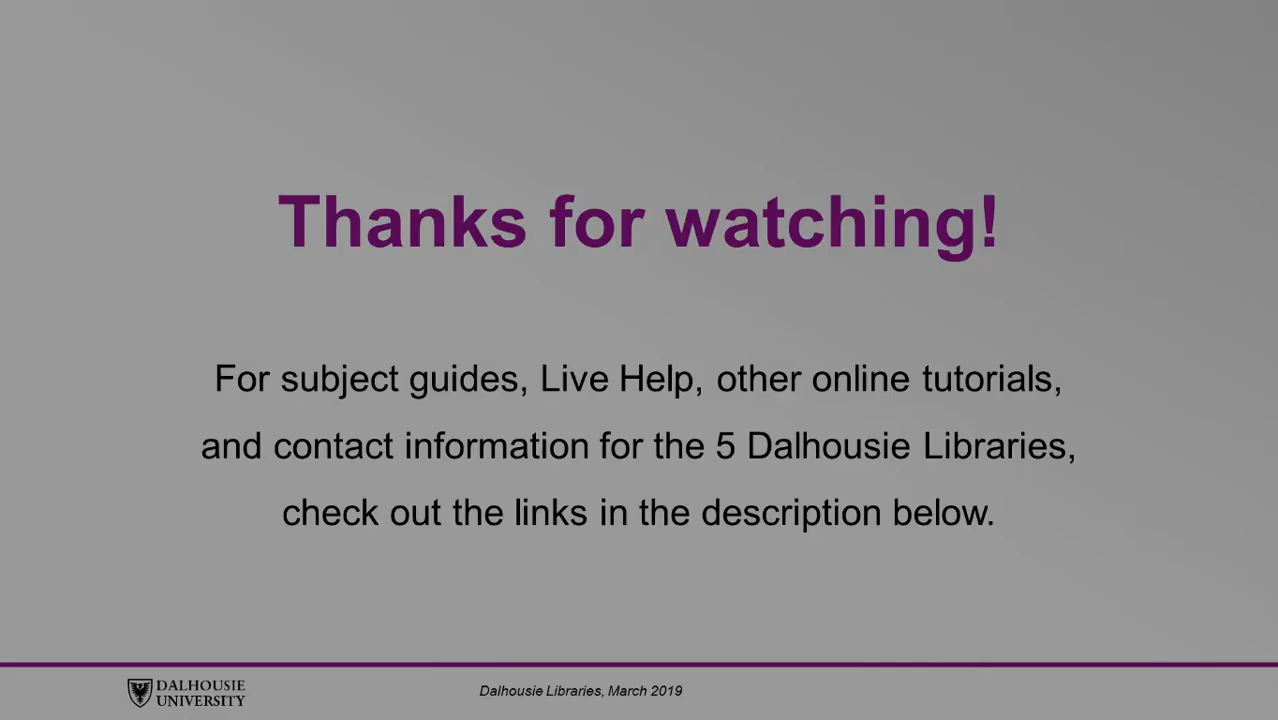 Thanks for watching!
For subject guides, Live Help, other online tutorials,
and contact information for the 5 Dalhousie Libraries,
check out the links in the description below.
DALHOUSIE
UNIVERSITY
Dalhousie Libraries, March 2019